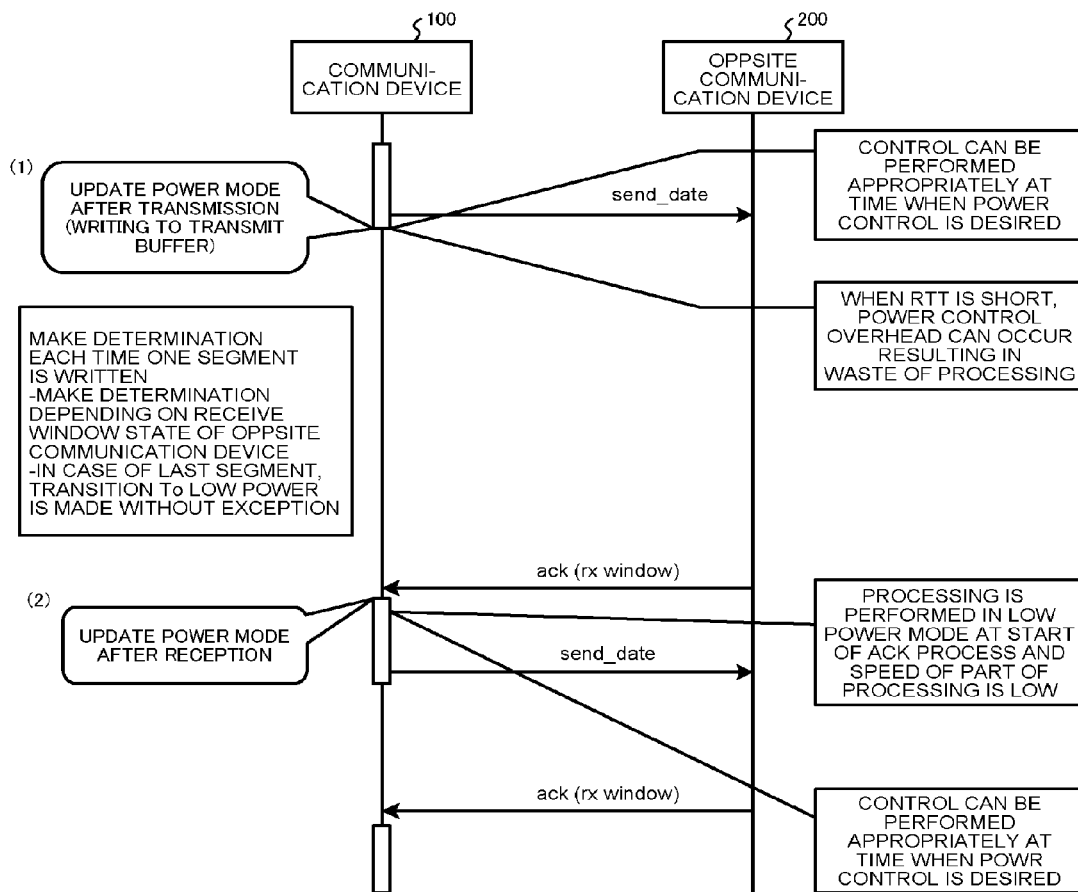 100
200
COMMUNI-
CATION DEVICE
OPPSITE
COMMUNI-
CATION DEVICE
(1)
UPDATE POWER MODE
AFTER TRANSMISSION
(WRITING TO TRANSMIT
BUFFER)
send_date
CONTROL CAN BE
PERFORMED
APPROPRIATELY AT
TIME WHEN POWER
CONTROL IS DESIRED
WHEN RTT IS SHORT,
POWER CONTROL
OVERHEAD CAN OCCUR
RESULTING IN
WASTE OF PROCESSING
MAKE DETERMINATION
EACH TIME ONE SEGMENT
IS WRITTEN
-MAKE DETERMINATION
DEPENDING ON RECEIVE
WINDOW STATE OF OPPSITE
COMMUNICATION DEVICE
-IN CASE OF LAST SEGMENT,
TRANSITION To LOW POWER
IS MADE WITHOUT EXCEPTION
ack (rx window)
(2)
UPDATE POWER MODE
AFTER RECEPTION
send_date
PROCESSING IS
PERFORMED IN LOW
POWER MODE AT START
OF ACK PROCESS AND
SPEED OF PART OF
PROCESSING IS LOW
ack (rx window)
CONTROL CAN BE
PERFORMED
APPROPRIATELY AT
TIME WHEN POWR
CONTROL IS DESIRED